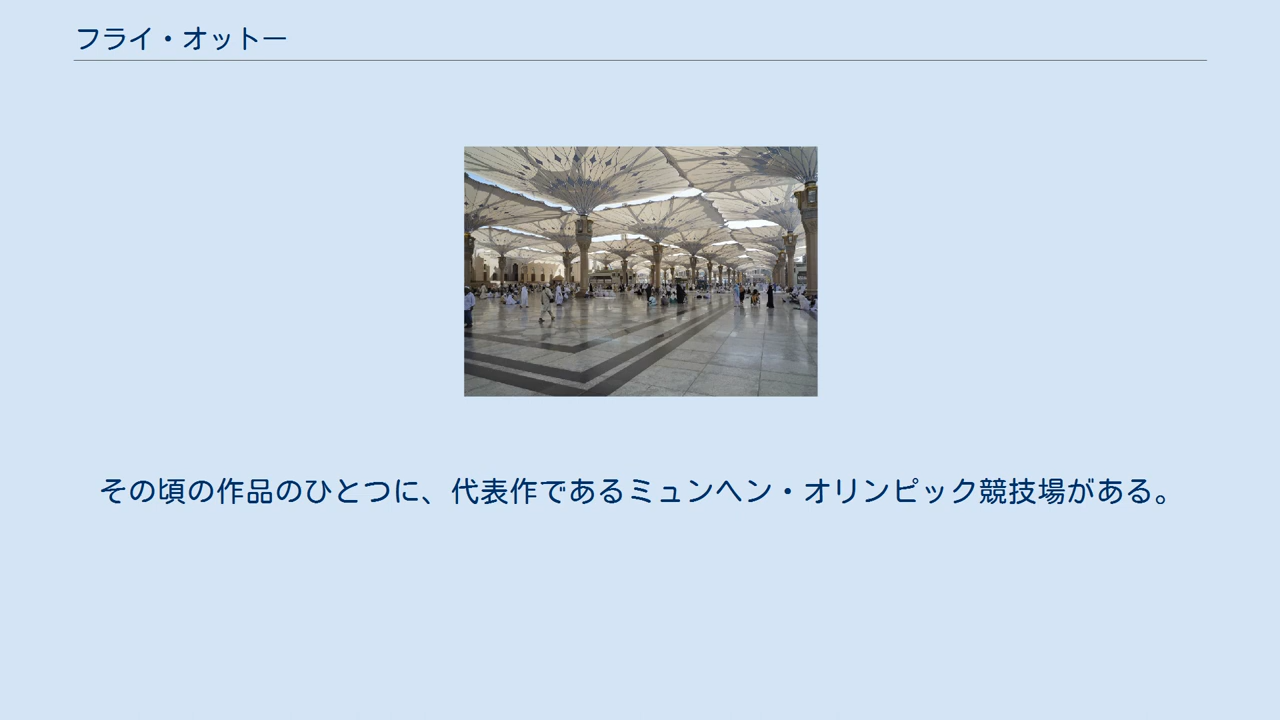 フライ・オットー
その頃の作品のひとつに、代表作であるミュンヘン・オリンピック競技場がある。